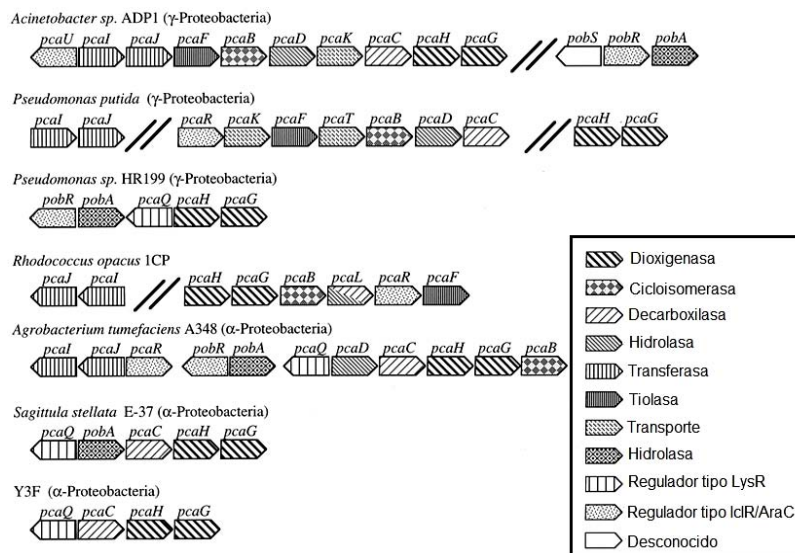 Acinetobacter sp. ADP1 (γ-Proteobacteria)
pcaU pcaI pcaJ pcaF pcaB pcaD pcaK pcaC pcaH pcaG pobS pobR pobA
Pseudomonas putida (γ-Proteobacteria)
pcaI pcaJ pcaR pcaK pcaF pcaT pcaB pcaD pcaC pcaH pcaG
Pseudomonas sp. HR199 (γ-Proteobacteria)
pobR pobA pcaQ pcaH pcaG
Rhodococcus opacus 1CP
pcaJ pcaI pcaH pcaG pcaB pcaL pcaR pcaF
Agrobacterium tumefaciens A348 (α-Proteobacteria)
pcaI pcaJ pcaR pobR pobA pcaQ pcaD pcaC pcaH pcaG pcaB
Sagittula stellata E-37 (α-Proteobacteria)
pcaQ pobA pcaC pcaH pcaG
Y3F (α-Proteobacteria)
pcaQ pcaC pcaH pcaG
Dioxigenasa
Cicloisomerasa
Decarboxilasa
Hidrolasa
Transferasa
Tiolasa
Transporte
Hidrolasa
Regulador tipo LysR
Regulador tipo IclR/AraC
Desconocido